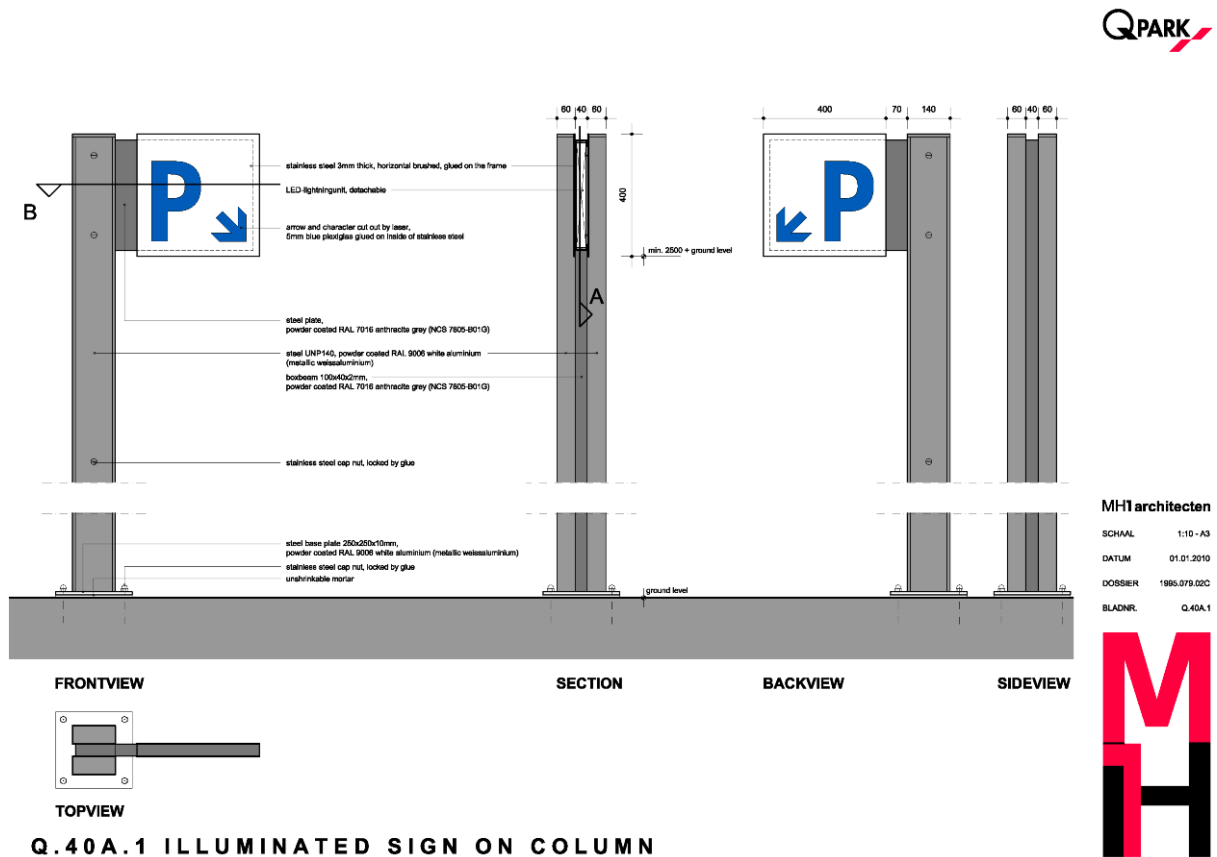 QPARK
60 40 60
400 70 140
60 40 60
P
stainless steel 3mm thick, horizontal brushed, glued on the frame
LED-lightningunit, detachable
B
arrow and character cut out by laser,
5mm blue plexiglas glued on inside of stainless steel
400
min. 2500 + ground level
P
A
steel plate,
powder coated RAL 7016 anthracite grey (NCS 7805-B01G)
steel UNP140, powder coated RAL 9006 white aluminium
(metallic weissaluminium)
boxbeam 100x40x2mm,
powder coated RAL 7016 anthracite grey (NCS 7805-B01G)
stainless steel cap nut, locked by glue
steel base plate 250x250x10mm,
powder coated RAL 9006 white aluminium (metallic weissaluminium)
stainless steel cap nut, locked by glue
unshrinkable mortar
ground level
MH1 architecten
SCHAAL 1:10 - A3
DATUM 01.01.2010
DOSSIER 1995.079.02C
BLADNR. Q.40A.1
FRONTVIEW
SECTION
BACKVIEW
SIDEVIEW
MH1
TOPVIEW
Q.40A.1 ILLUMINATED SIGN ON COLUMN